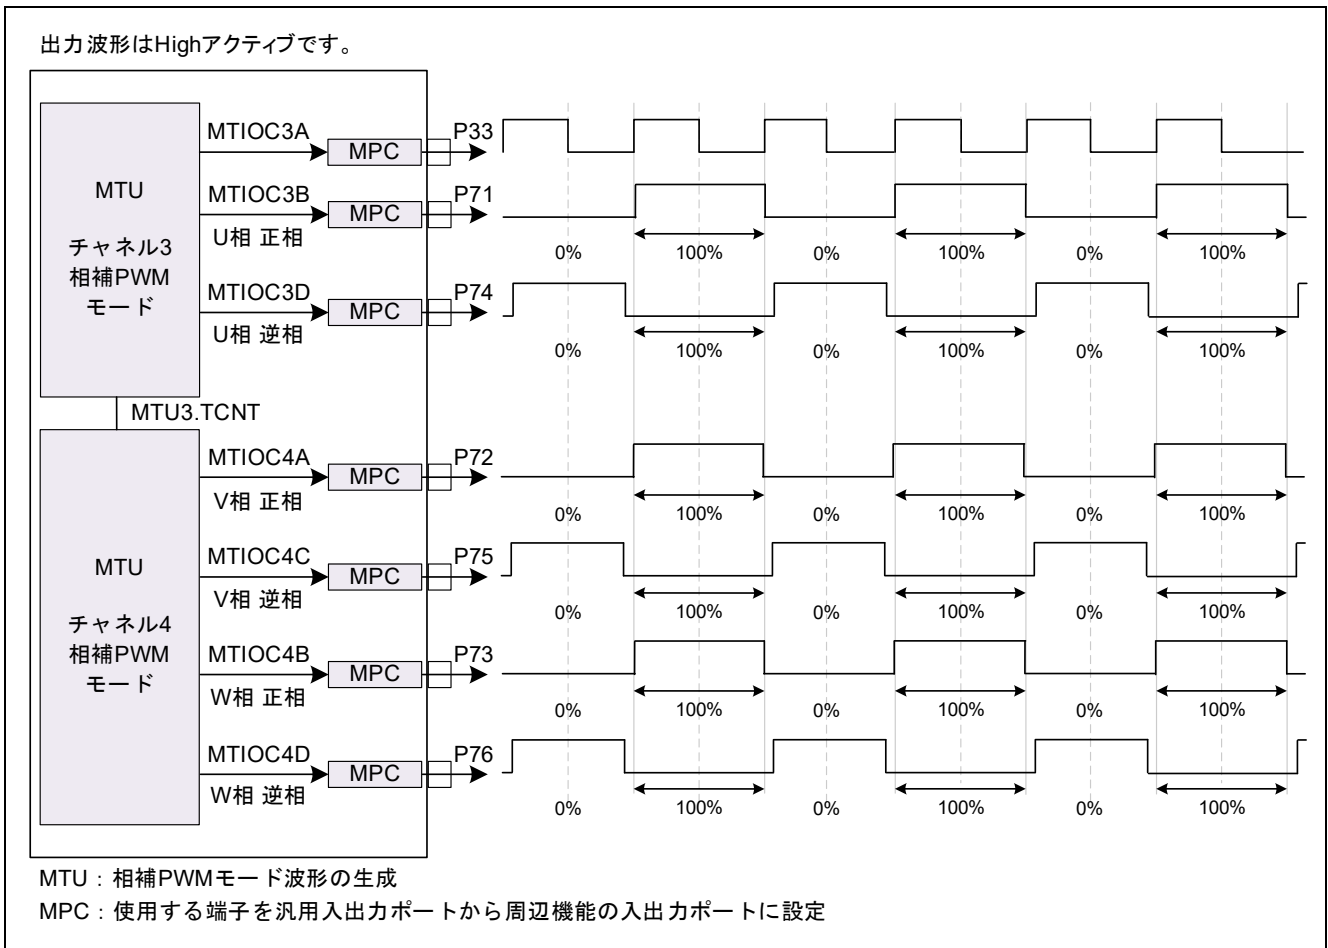 出力波形はHighアクティブです。
MTU
チャネル3
相補PWM
モード
MTIOC3A
MPC
P33
MTIOC3B
U相 正相
MPC
P71
0%
100%
0%
100%
0%
100%
MTIOC3D
U相 逆相
MPC
P74
0%
100%
0%
100%
0%
100%
MTU3.TCNT
MTU
チャネル4
相補PWM
モード
MTIOC4A
V相 正相
MPC
P72
0%
100%
0%
100%
0%
100%
MTIOC4C
V相 逆相
MPC
P75
0%
100%
0%
100%
0%
100%
MTIOC4B
W相 正相
MPC
P73
0%
100%
0%
100%
0%
100%
MTIOC4D
W相 逆相
MPC
P76
0%
100%
0%
100%
0%
100%
MTU：相補PWMモード波形の生成
MPC：使用する端子を汎用入出力ポートから周辺機能の入出力ポートに設定